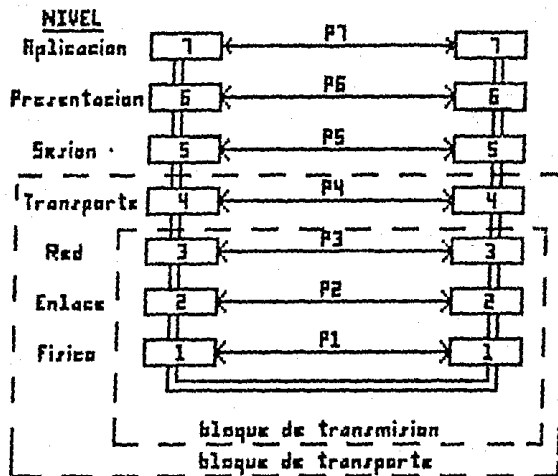 NIVEL
Aplicacion 7 P7 7
Presentacion 6 P6 6
Sesion 5 P5 5
Transporte 4 P4 4
Red 3 P3 3
Enlace 2 P2 2
Fisico 1 P1 1
bloque de transmision
bloque de transporte